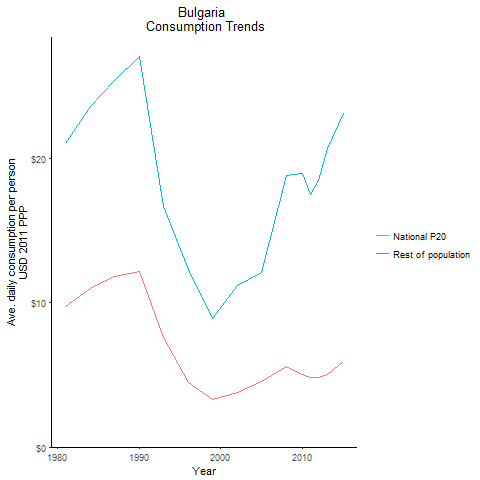 Bulgaria
Consumption Trends
Ave. daily consumption per person
USD 2011 PPP
$20
$10
$0
1980 1990 2000 2010
Year
National P20
Rest of population